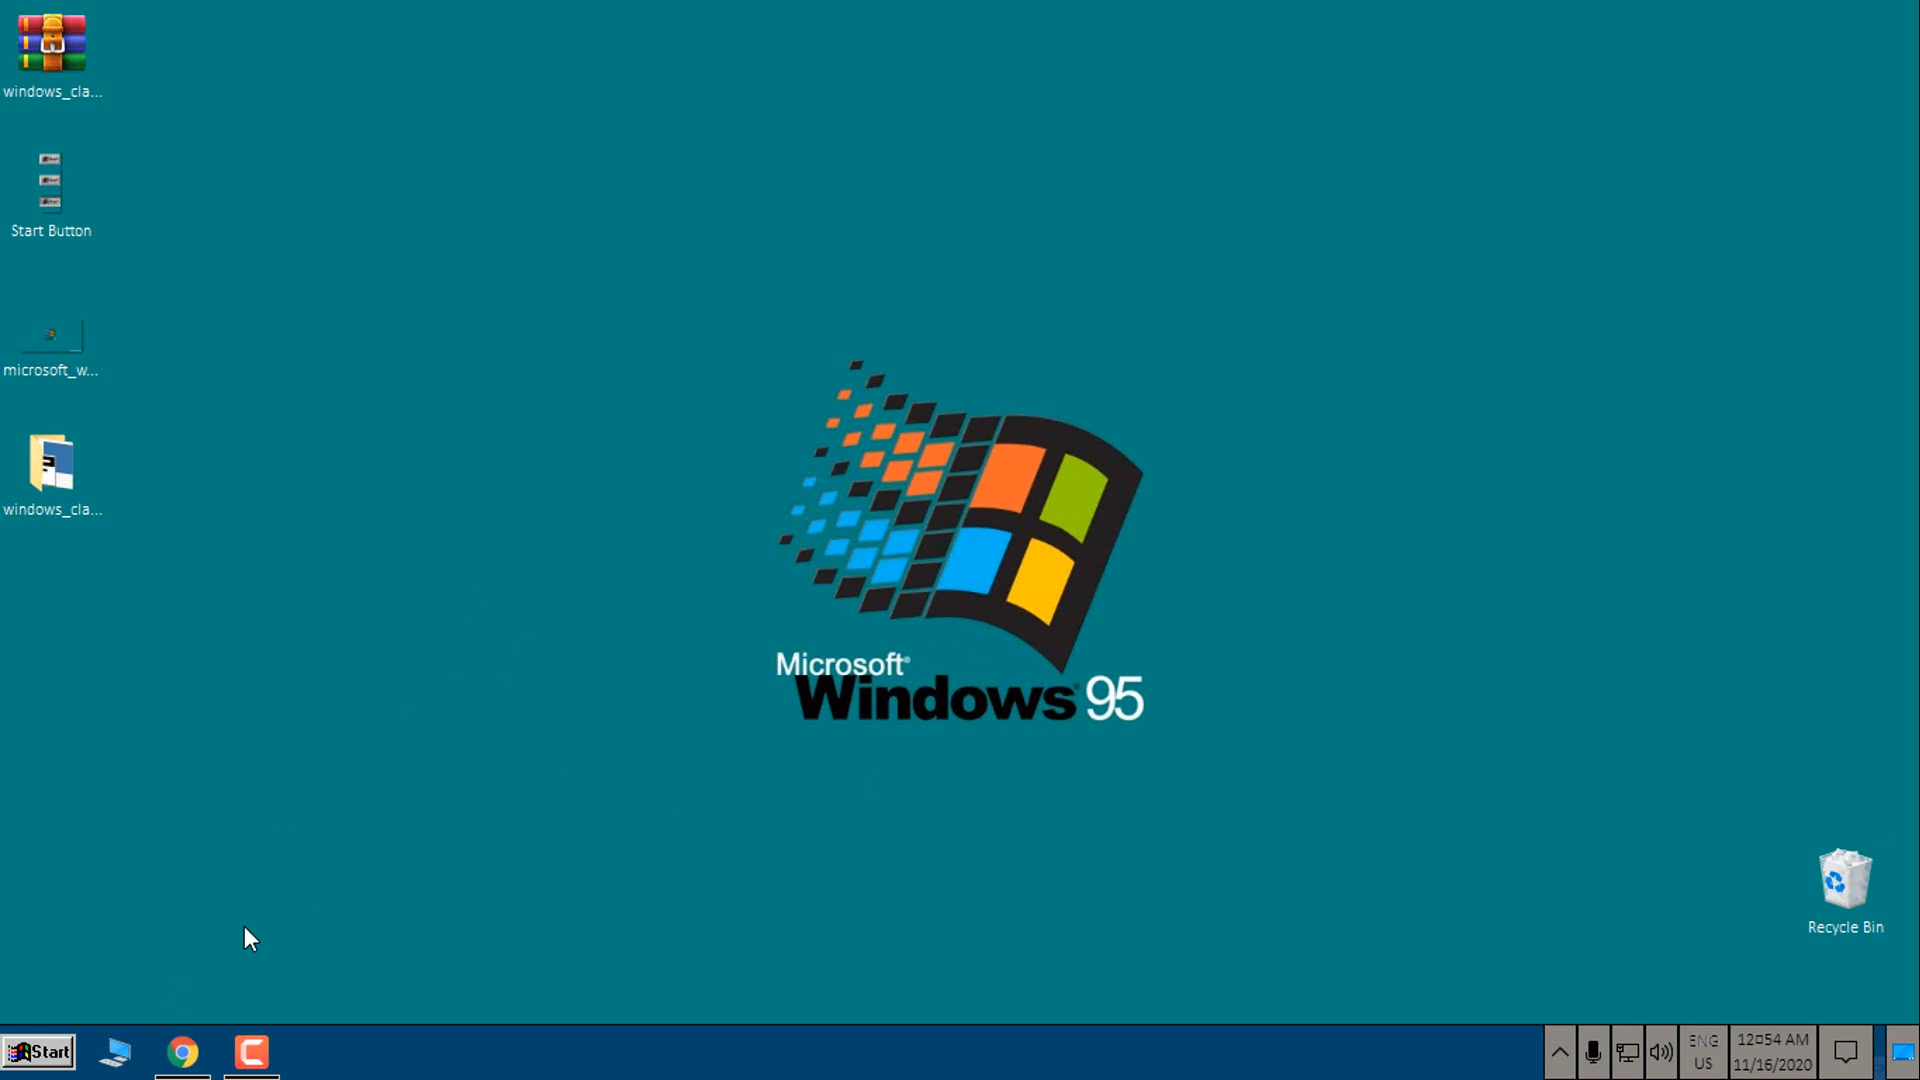 windows_cla...
Start Button
microsoft_w...
windows_cla...
Microsoft®
Windows 95
Recycle Bin
Start
ENG
US
12□54 AM
11/16/2020